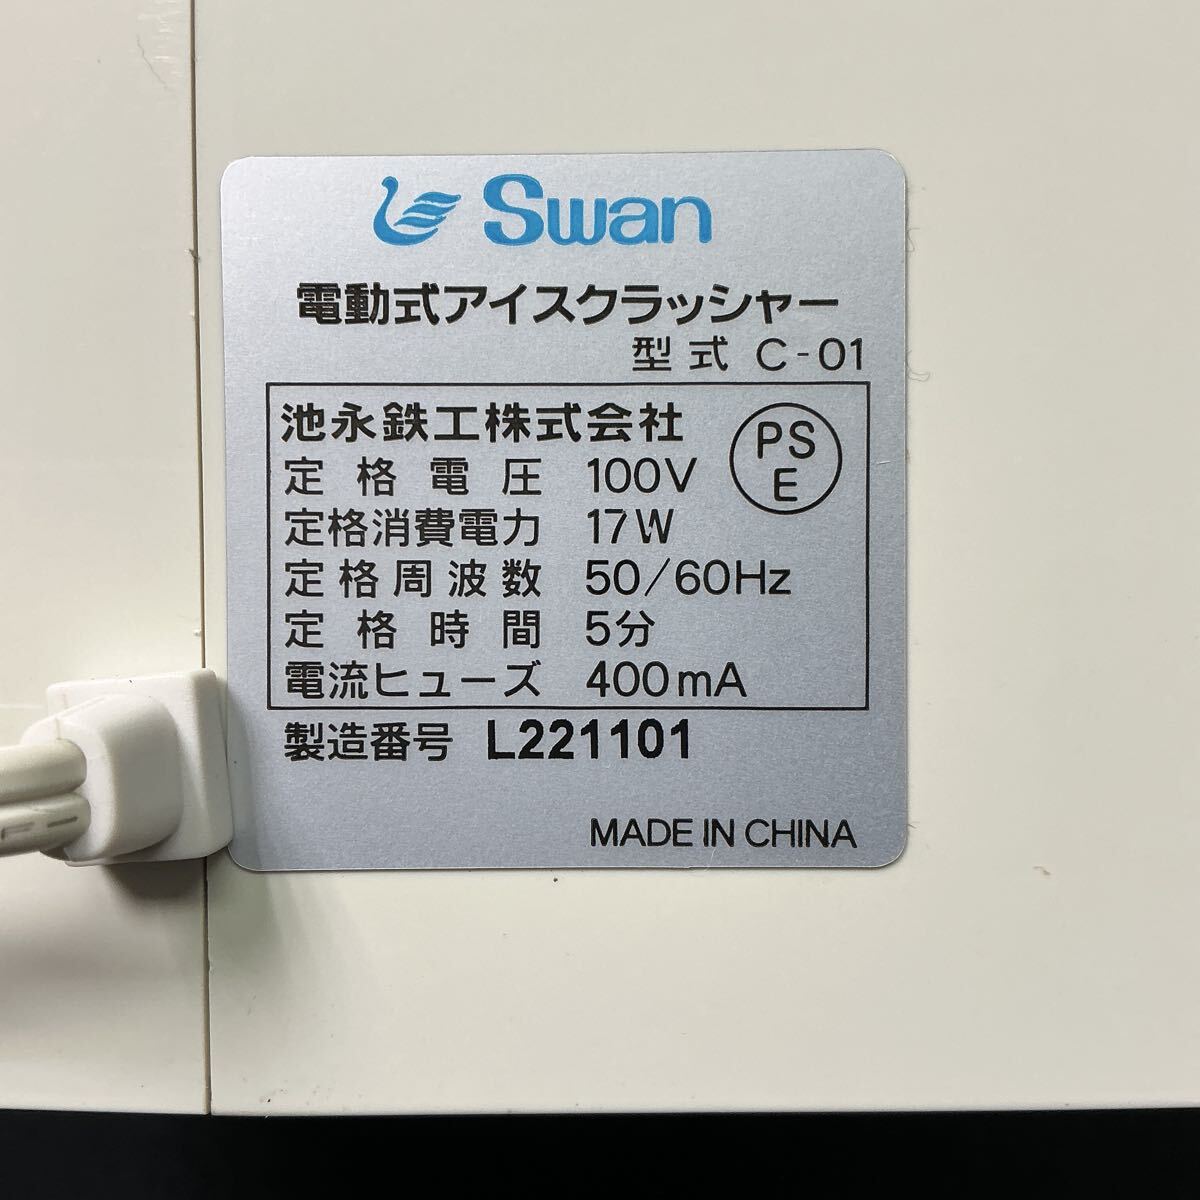 Swan
電動式アイスクラッシャー
型式 C-01
池永鉄工株式会社
PS
E
定格電圧 100V
定格消費電力 17W
定格周波数 50/60Hz
定格時間 5分
電流ヒューズ 400mA
製造番号 L221101
MADE IN CHINA